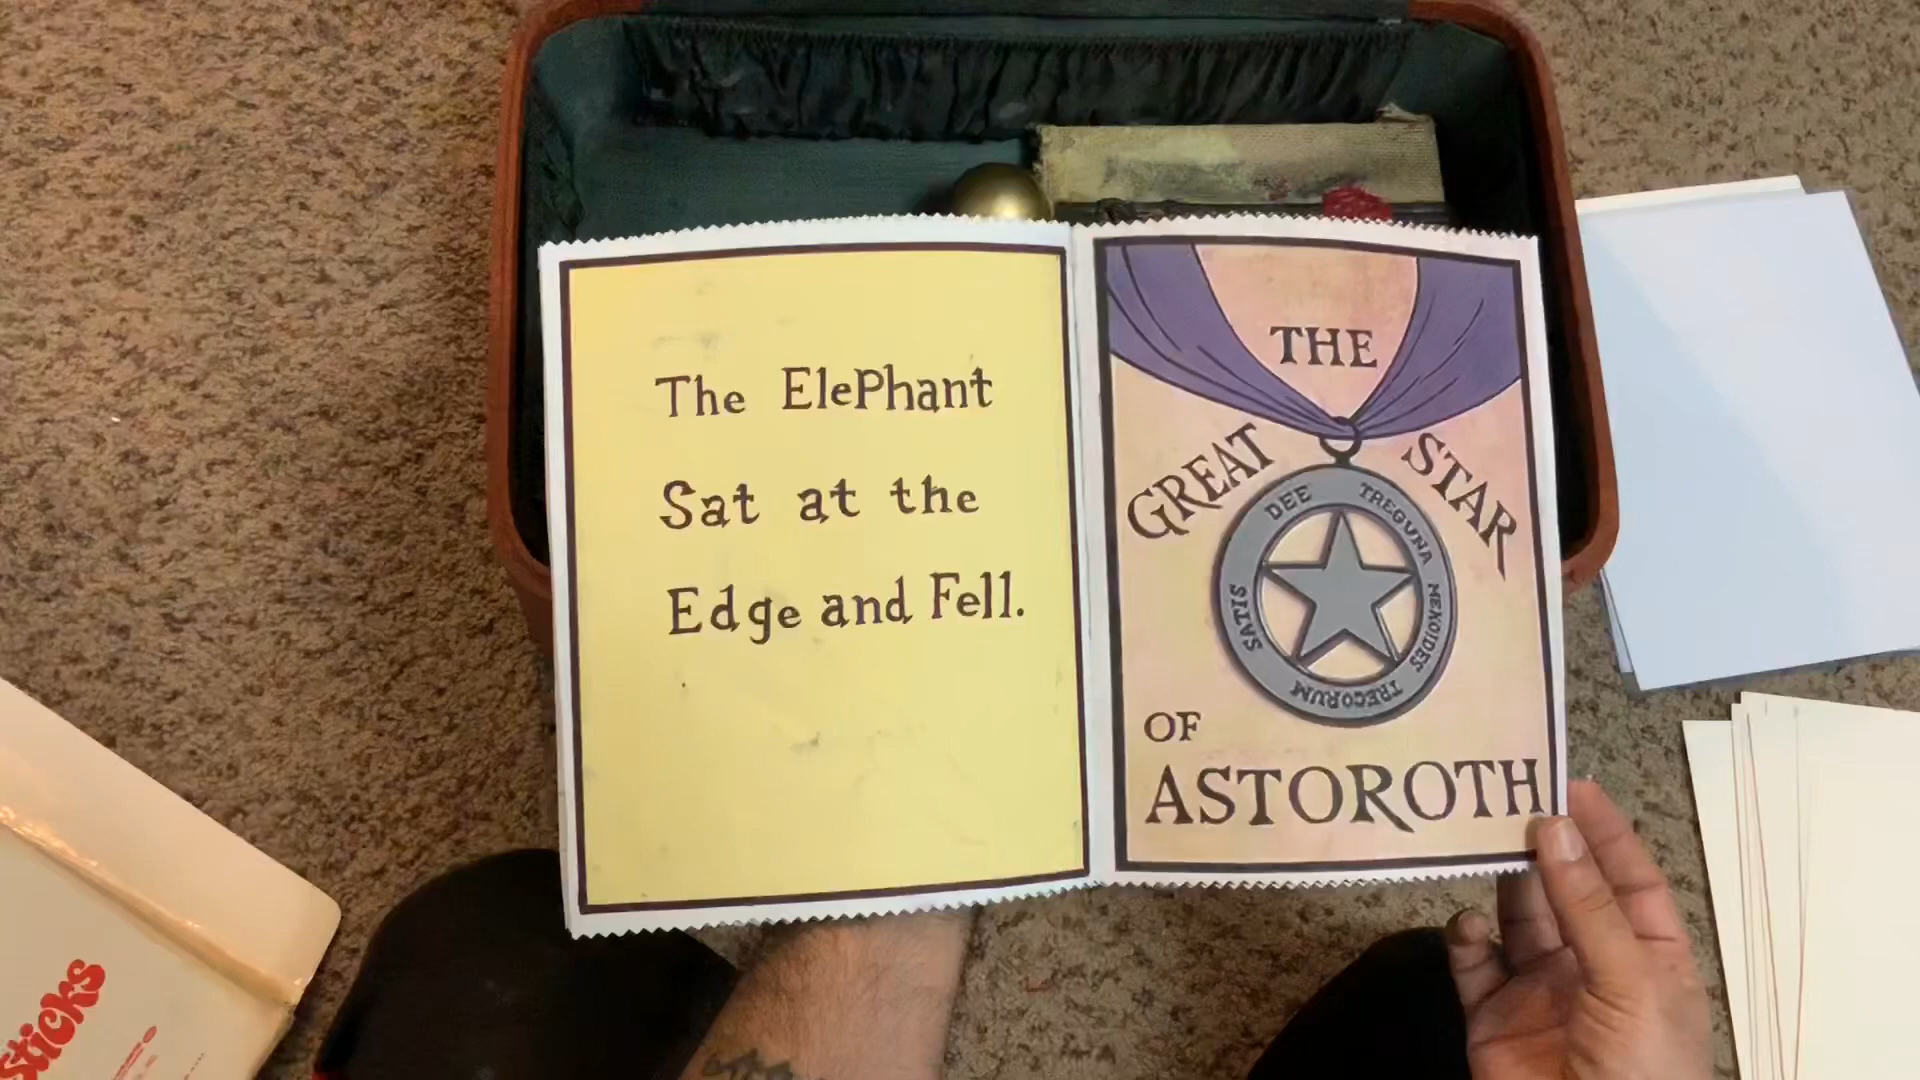 The ElePhant
Sat at the
Edge and Fell.
THE
GREAT STAR
DEE TREGUNA MEKOIDES TRECORUM SATIS
OF
ASTOROTH
Sticks